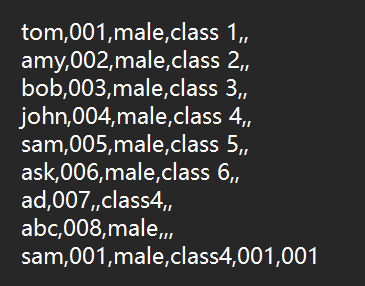 tom,001,male,class 1,,
amy,002,male,class 2,,
bob,003,male,class 3,,
john,004,male,class 4,,
sam,005,male,class 5,,
ask,006,male,class 6,,
ad,007,,class4,,
abc,008,male,,,
sam,001,male,class4,001,001